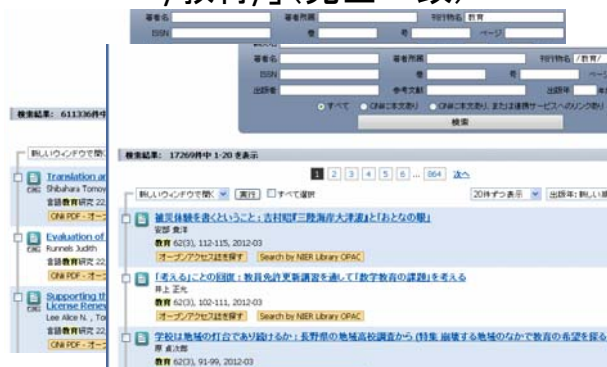 /教育/」(完全一致)
著者名 著者所属 刊行物名 教育
ISSN 巻 号 ページ
著者名 著者所属 刊行物名 /教育/
ISSN 巻 号 ページ
出版者 参考文献 出版年
すべて CiNiiに本文あり CiNiiに本文あり、または連携サービスへのリンクあり
検索
検索結果: 611336件中
新しいウィンドウで開く
Translation an
Shibahara Tomoy
言語教育研究 22,
CiNii PDF - オープ
Evaluation of
Runnels Judith
言語教育研究 22,
CiNii PDF - オープ
Supporting th
License Renew
Lee Alice N. , To
言語教育研究 22,
CiNii PDF - オープ
検索結果: 17269件中 1-20 を表示
1 2 3 4 5 6 ... 864 次へ
新しいウィンドウで開く 実行 すべて選択 20件ずつ表示 出版年:新しい順
被災体験を書くということ : 吉村昭『三陸海岸大津波』と『おとなの眼』
教育 62(3), 112-115, 2012-03
オープンアクセス誌を探す Search by NIER Library OPAC
「考える」ことの回復 : 教員免許更新講習を通して「数学教育の課題」を考える
井上 正允
教育 62(3), 102-111, 2012-03
オープンアクセス誌を探す Search by NIER Library OPAC
学校は地域の灯台であり続けるか : 長野県の地域高校調査から (特集 崩壊する地域のなかで教育の希望を探る
教育 62(3), 91-99, 2012-03